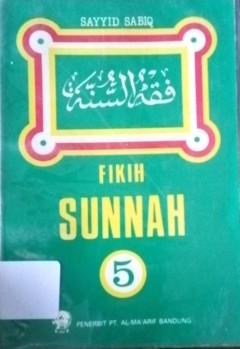 SAYYID SABIQ
فقه السنة
FIKIH
SUNNAH
5
PENERBIT PT. AL-MA'ARIF BANDUNG